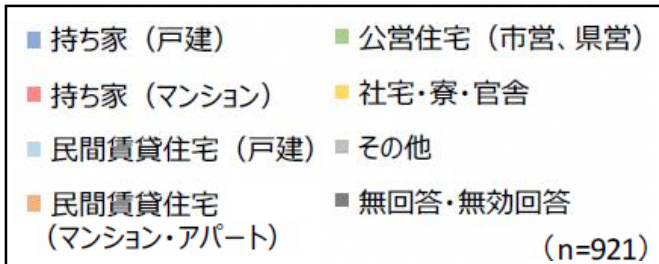 持ち家（戸建）
持ち家（マンション）
民間賃貸住宅（戸建）
民間賃貸住宅
（マンション・アパート）
公営住宅（市営、県営）
社宅・寮・官舎
その他
無回答・無効回答
（n=921）